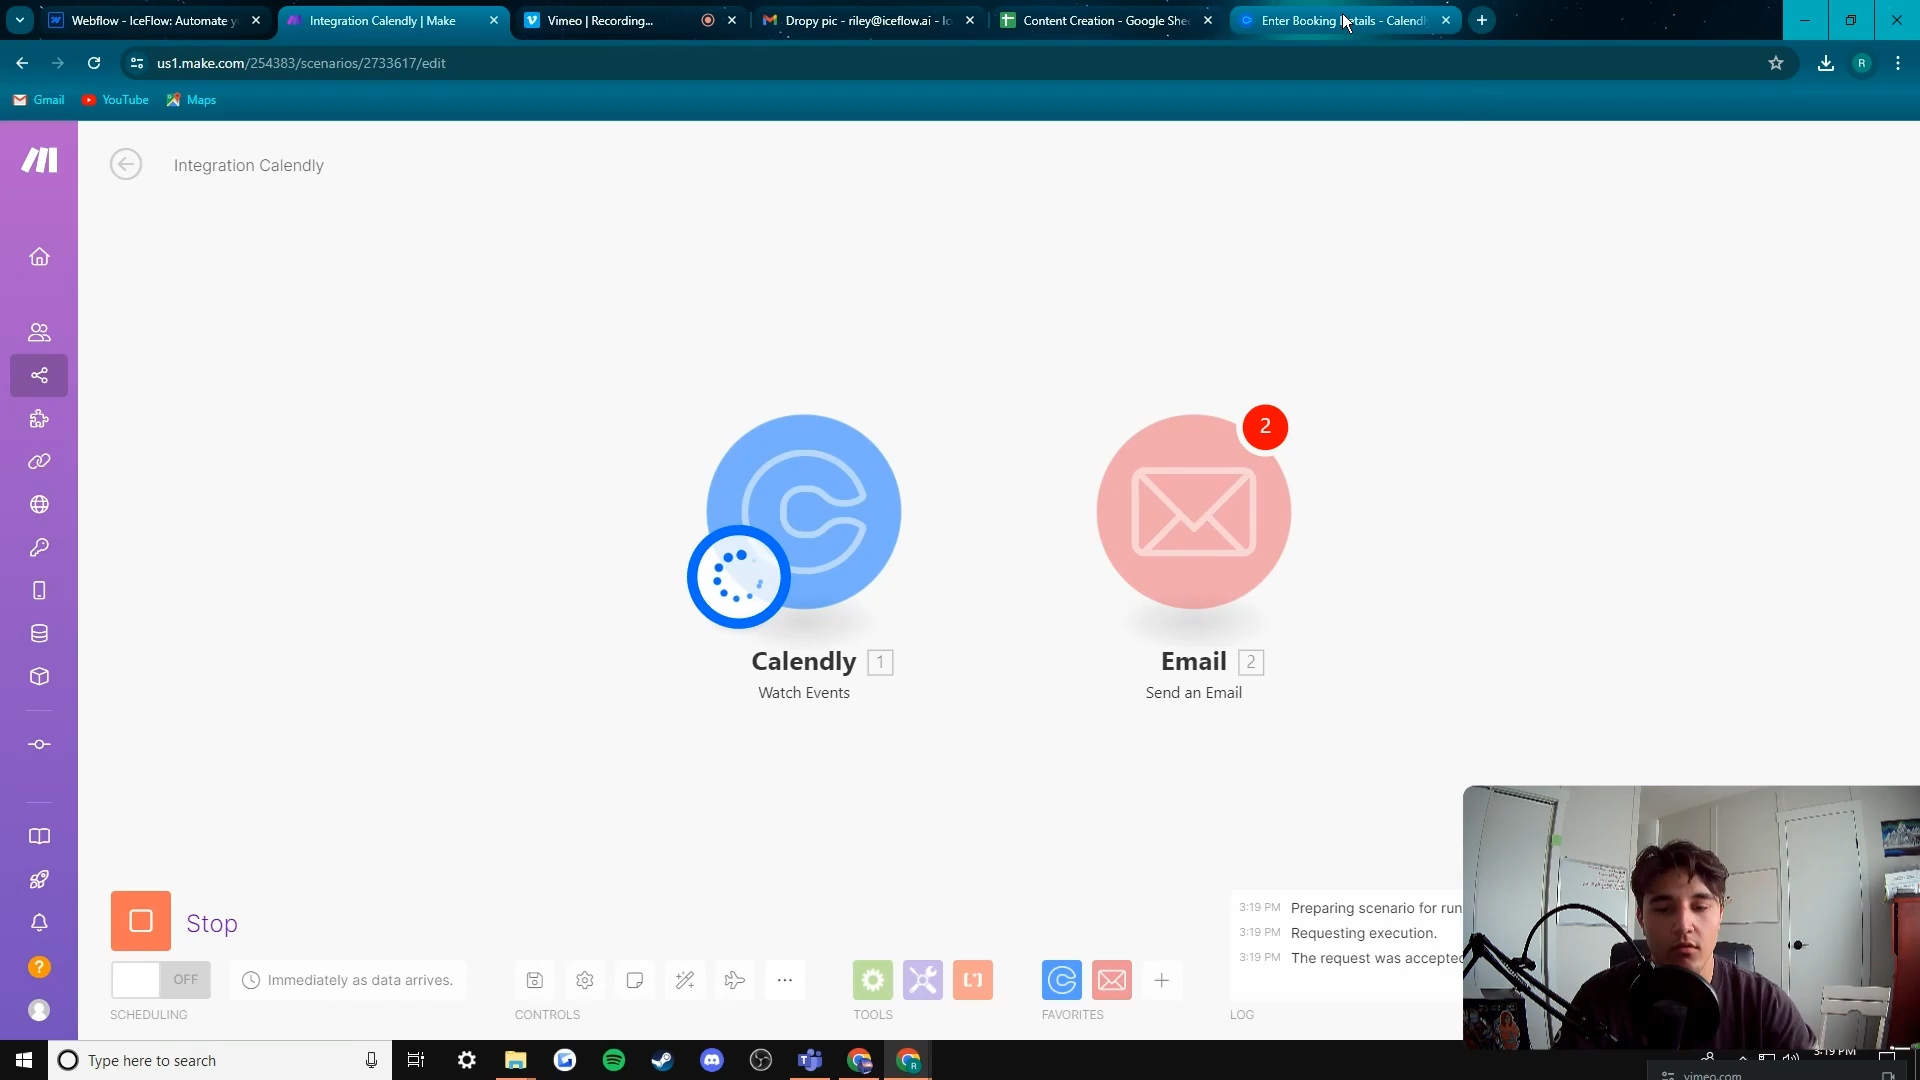 Webflow - IceFlow: Automate y
Integration Calendly | Make
Vimeo | Recording...
Dropy pic - riley@iceflow.ai - Ic
Content Creation - Google She
Enter Booking Details - Calendl
us1.make.com/254383/scenarios/2733617/edit
R
Gmail
YouTube
Maps
Integration Calendly
2
Calendly 1
Watch Events
Email 2
Send an Email
Stop
3:19 PM Preparing scenario for run
3:19 PM Requesting execution.
3:19 PM The request was accepted
OFF
Immediately as data arrives.
SCHEDULING
CONTROLS
TOOLS
FAVORITES
LOG
Type here to search
3:19 PM
vimeo.com